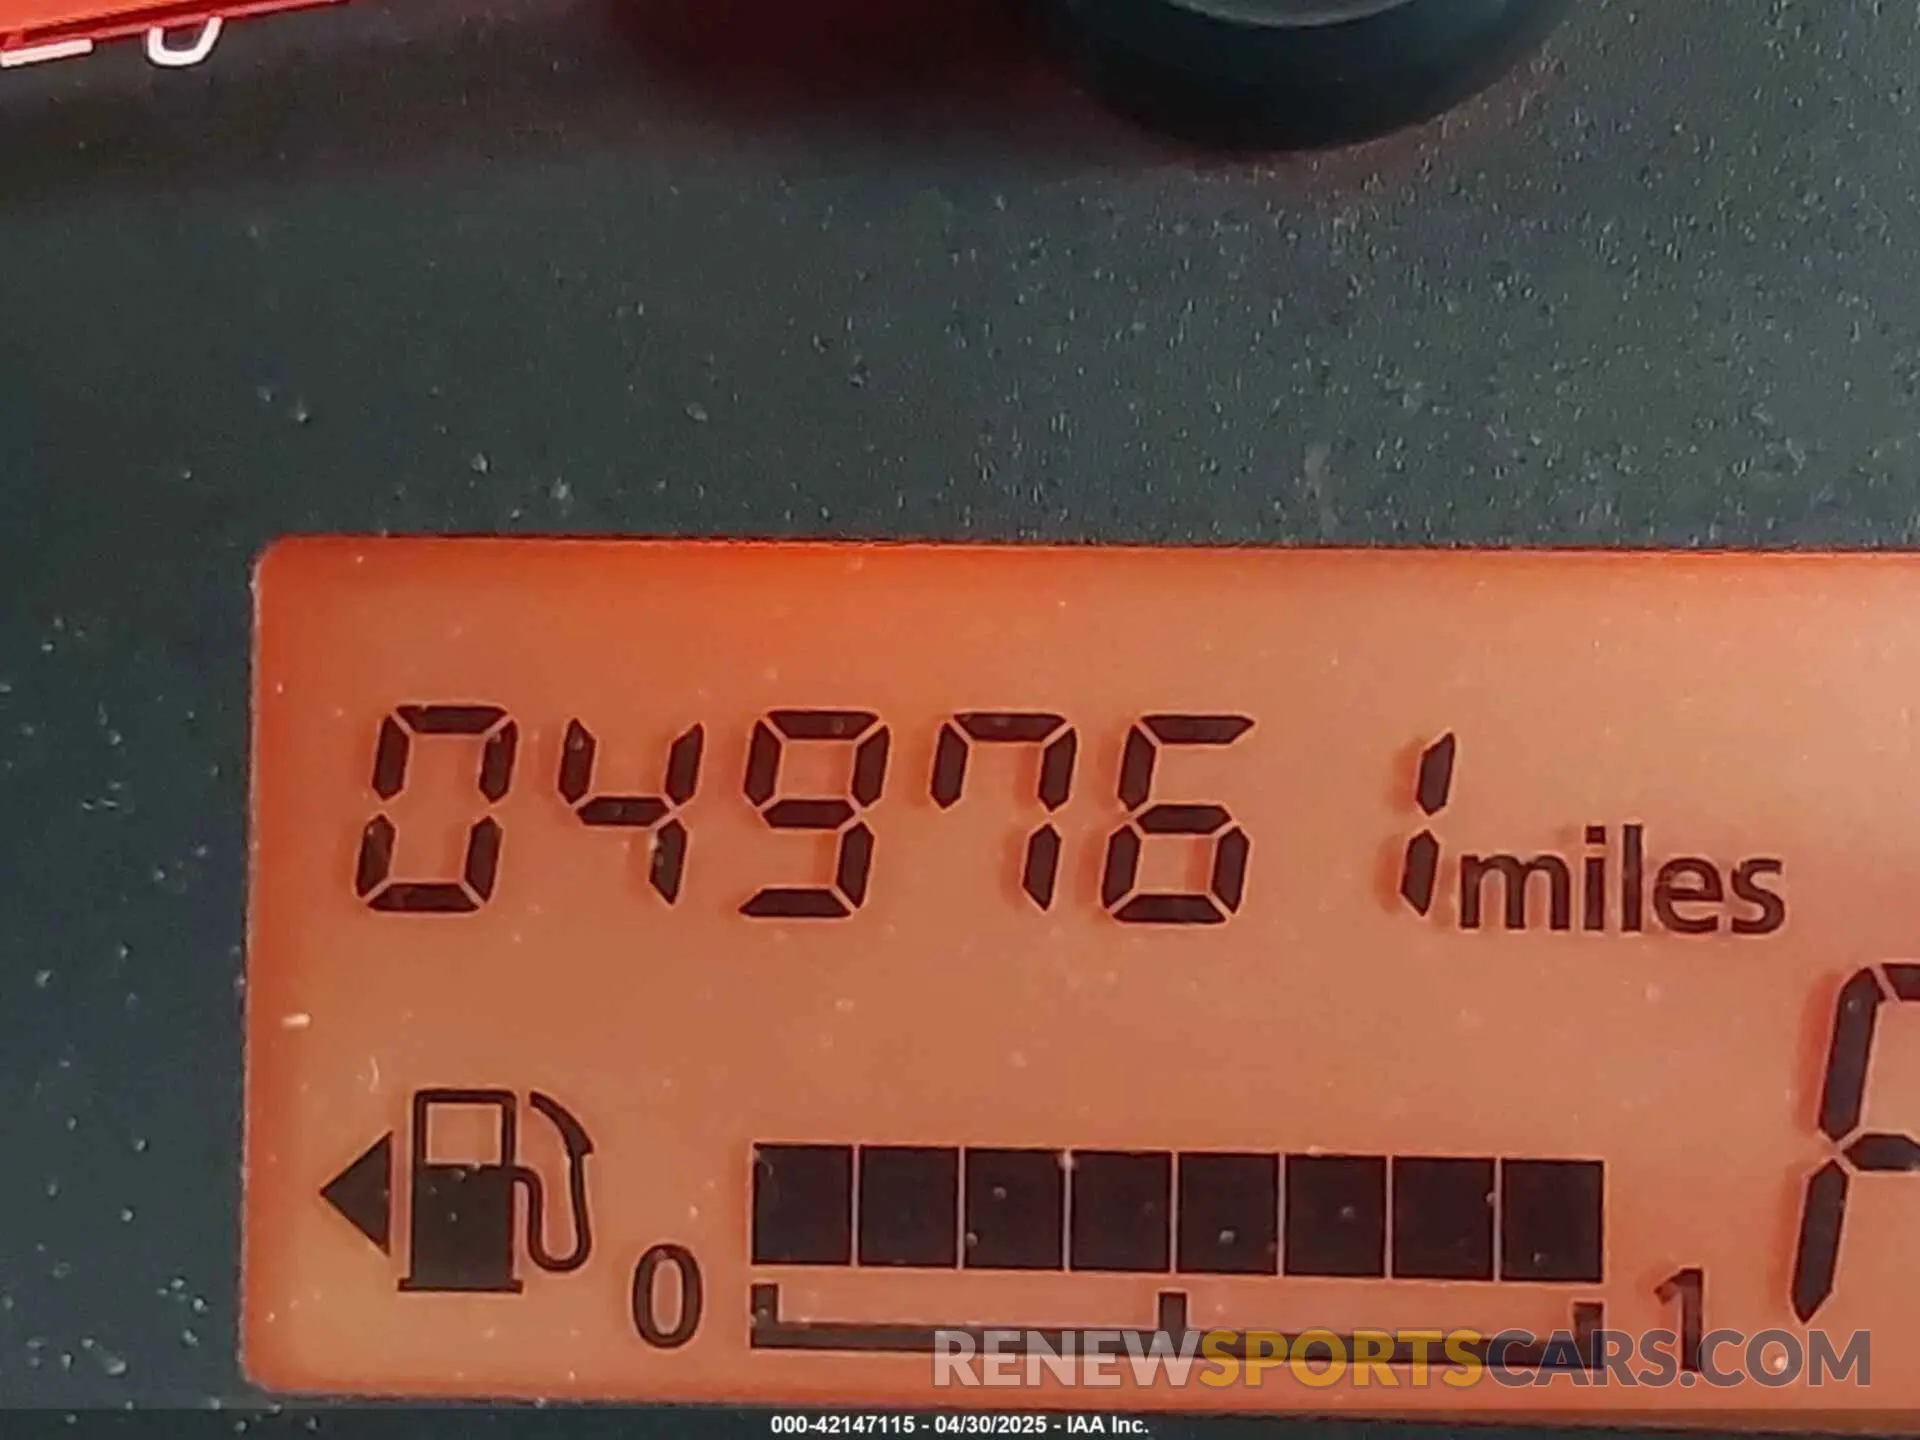 049761 miles
0 1
RENEWSPORTSCARS.COM
000-42147115 - 04/30/2025 - IAA Inc.